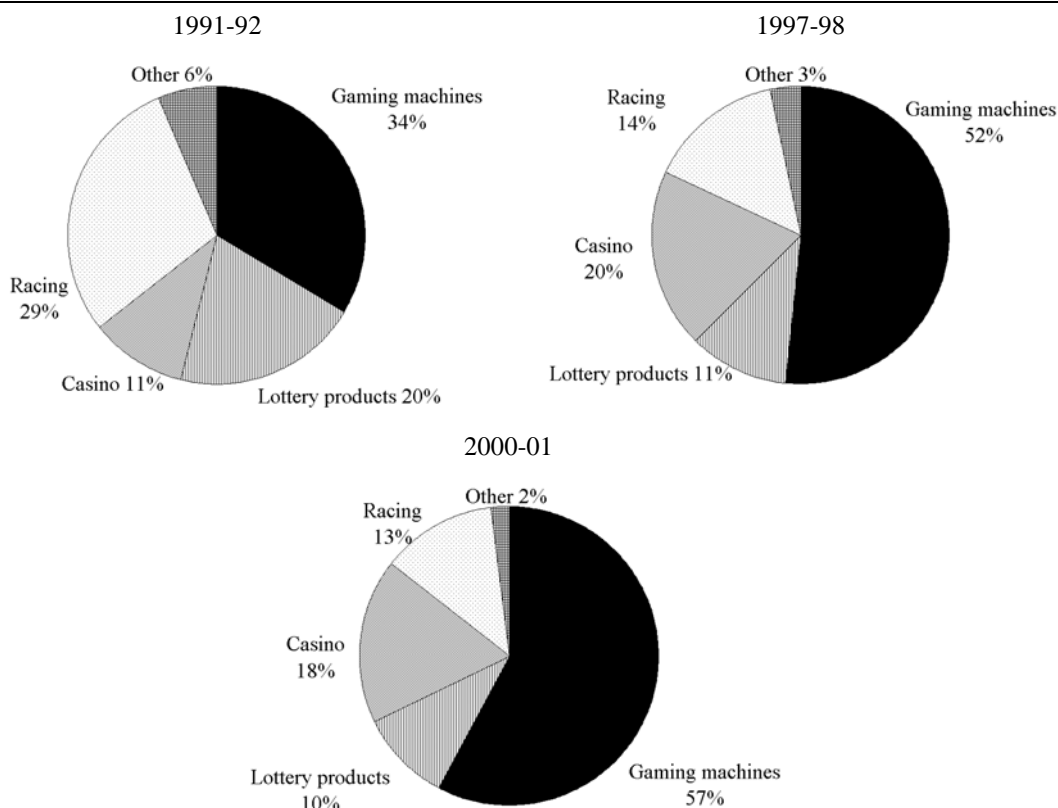 1991-92
Other 6%
Gaming machines
34%
Racing
29%
Casino 11%
Lottery products 20%
1997-98
Other 3%
Racing
14%
Gaming machines
52%
Casino
20%
Lottery products 11%
2000-01
Other 2%
Racing
13%
Casino
18%
Lottery products
10%
Gaming machines
57%